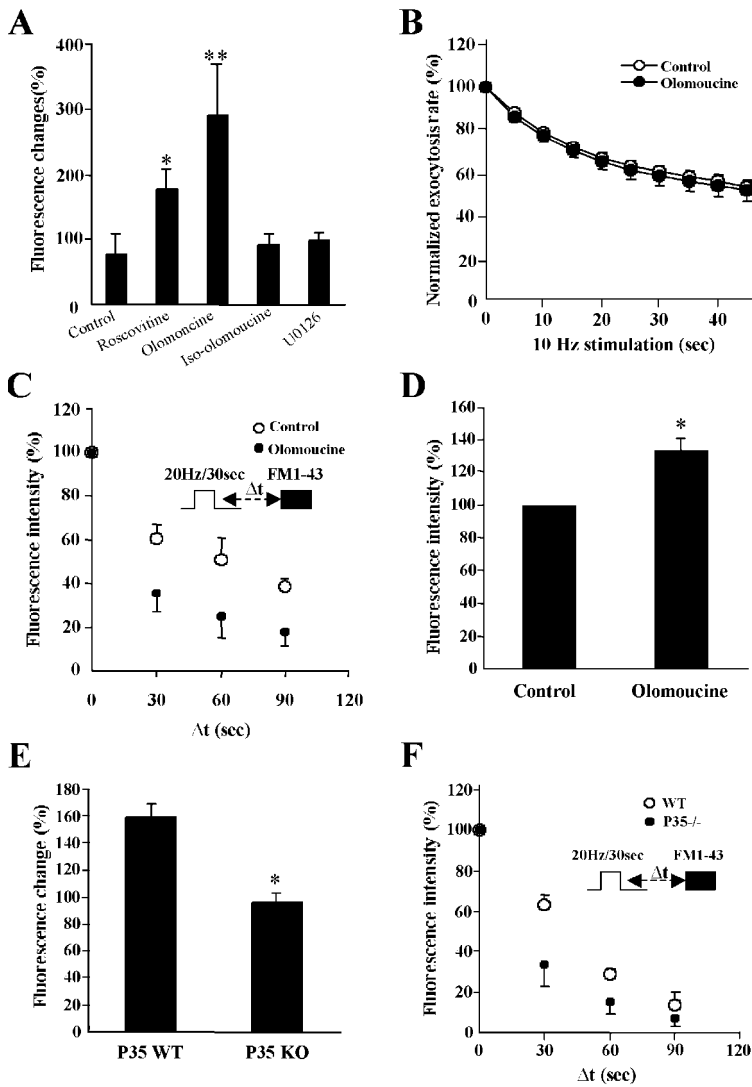 A
Fluorescence changes(%)
400
300
200
100
0
*
**
Control
Roscovitine
Olomoncine
Iso-olomoucine
U0126
B
Normalized exocytosis rate (%)
120
100
80
60
40
20
0
Control
Olomoucine
0 10 20 30 40
10 Hz stimulation (sec)
C
Fluorescence intensity (%)
120
100
80
60
40
20
0
Control
Olomoucine
20Hz/30sec FM1-43
Δt
0 30 60 90 120
Δt (sec)
D
Fluorescence intensity (%)
160
140
120
100
80
60
40
20
0
*
Control Olomoucine
E
Fluorescence change (%)
180
160
140
120
100
80
60
40
20
0
*
P35 WT P35 KO
F
Fluorescence intensity (%)
120
100
80
60
40
20
0
WT
P35-/-
20Hz/30sec FM1-43
Δt
0 30 60 90 120
Δt (sec)